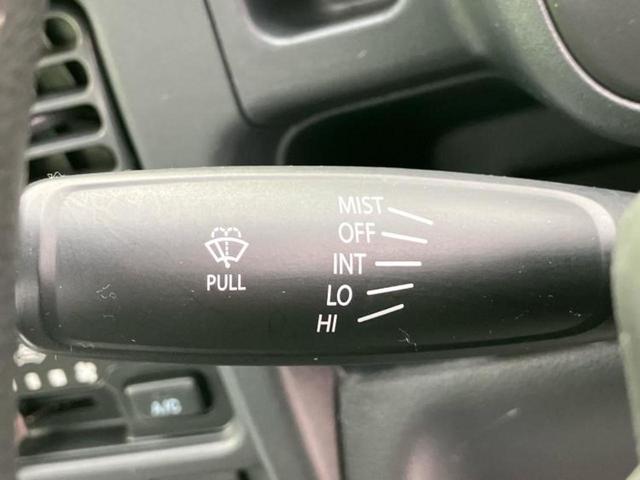 MIST
OFF
INT
LO
HI
PULL
A/C